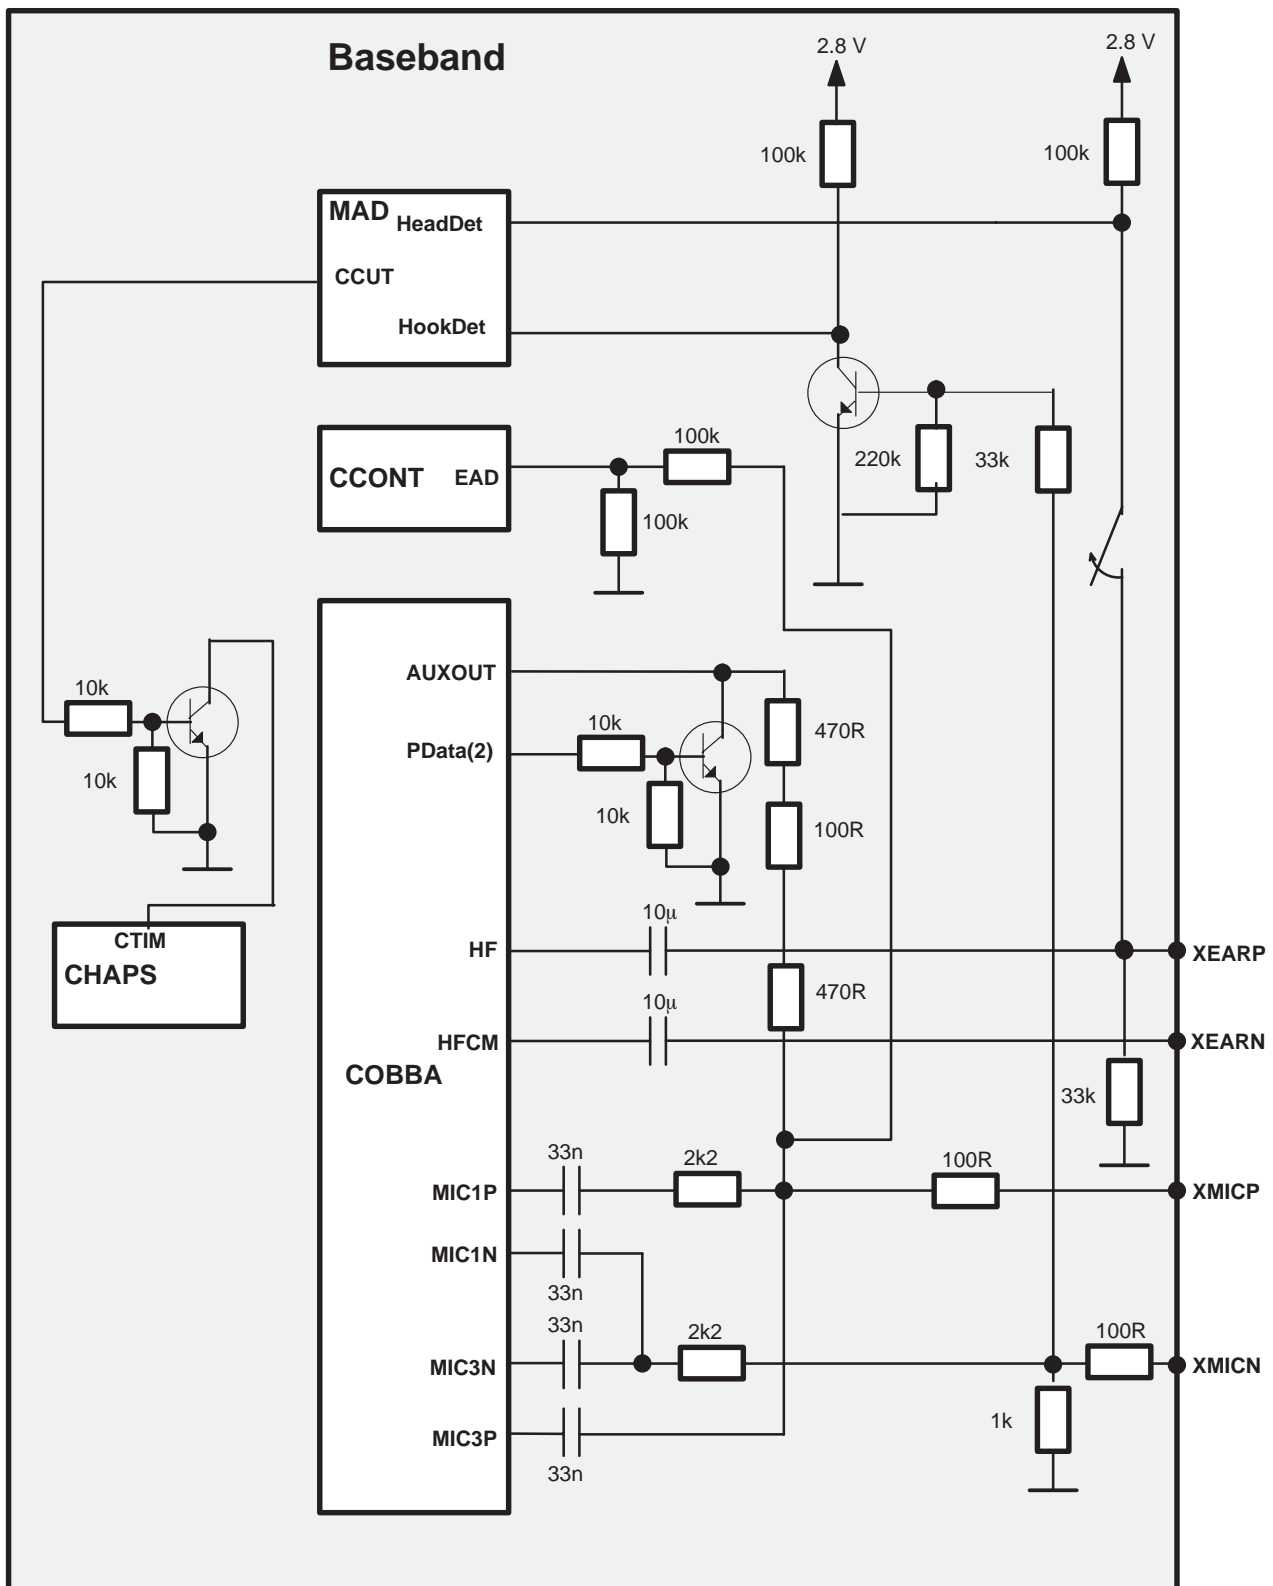 Baseband
2.8 V
2.8 V
100k
100k
MAD
HeadDet
CCUT
HookDet
100k
220k
33k
CCONT
EAD
100k
AUXOUT
10k
10k
470R
PData(2)
10k
10k
100R
10µ
CTIM
HF
XEARP
CHAPS
470R
10µ
HFCM
XEARN
COBBA
33k
33n
2k2
100R
MIC1P
XMICP
MIC1N
33n
33n
2k2
100R
MIC3N
XMICN
1k
MIC3P
33n